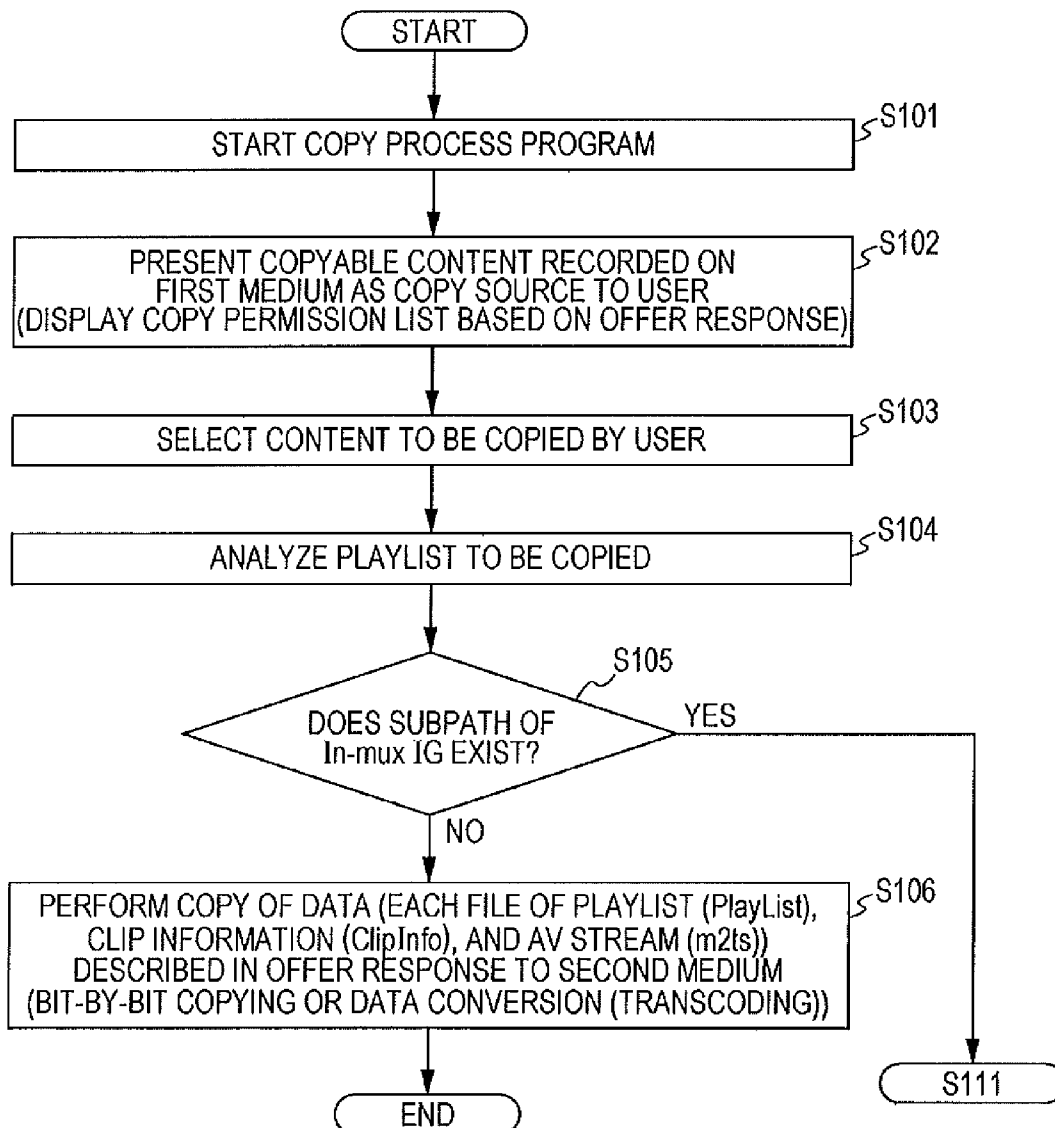 START
S101
START COPY PROCESS PROGRAM
S102
PRESENT COPYABLE CONTENT RECORDED ON
FIRST MEDIUM AS COPY SOURCE TO USER
(DISPLAY COPY PERMISSION LIST BASED ON OFFER RESPONSE)
S103
SELECT CONTENT TO BE COPIED BY USER
S104
ANALYZE PLAYLIST TO BE COPIED
S105
DOES SUBPATH OF
In-mux IG EXIST?
YES
NO
S106
PERFORM COPY OF DATA (EACH FILE OF PLAYLIST (PlayList),
CLIP INFORMATION (ClipInfo), AND AV STREAM (m2ts))
DESCRIBED IN OFFER RESPONSE TO SECOND MEDIUM
(BIT-BY-BIT COPYING OR DATA CONVERSION (TRANSCODING))
S111
END